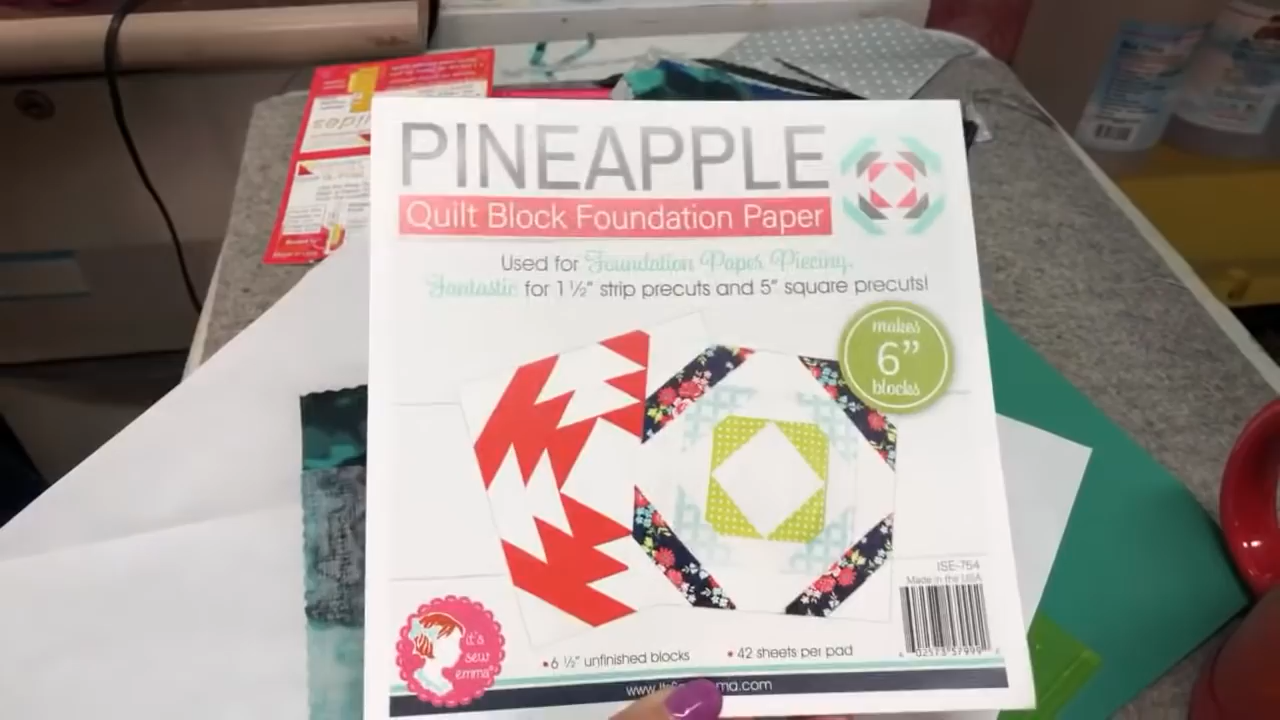 PINEAPPLE
Quilt Block Foundation Paper
Used for Foundation Paper Piecing.
Fantastic for 1 ½" strip precuts and 5" square precuts!
makes
6"
blocks
ISE-754
Made in the USA
it's
sew
emma
• 6 ½" unfinished blocks
• 42 sheets per pad
02573 57999